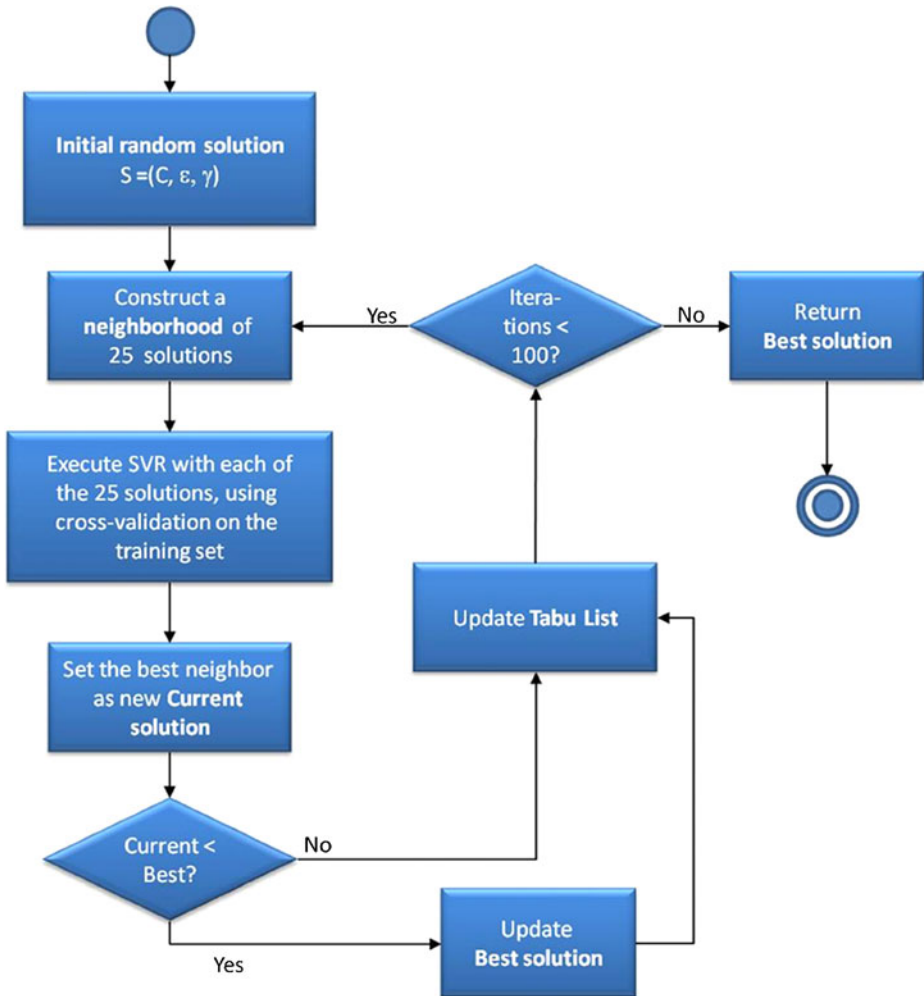 Initial random solution
S =(C, ε, γ)
Construct a
neighborhood of
25 solutions
Execute SVR with each of
the 25 solutions, using
cross-validation on the
training set
Set the best neighbor
as new Current
solution
Current <
Best?
No
Yes
Update
Best solution
Update Tabu List
Itera-
tions <
100?
Yes
No
Return
Best solution